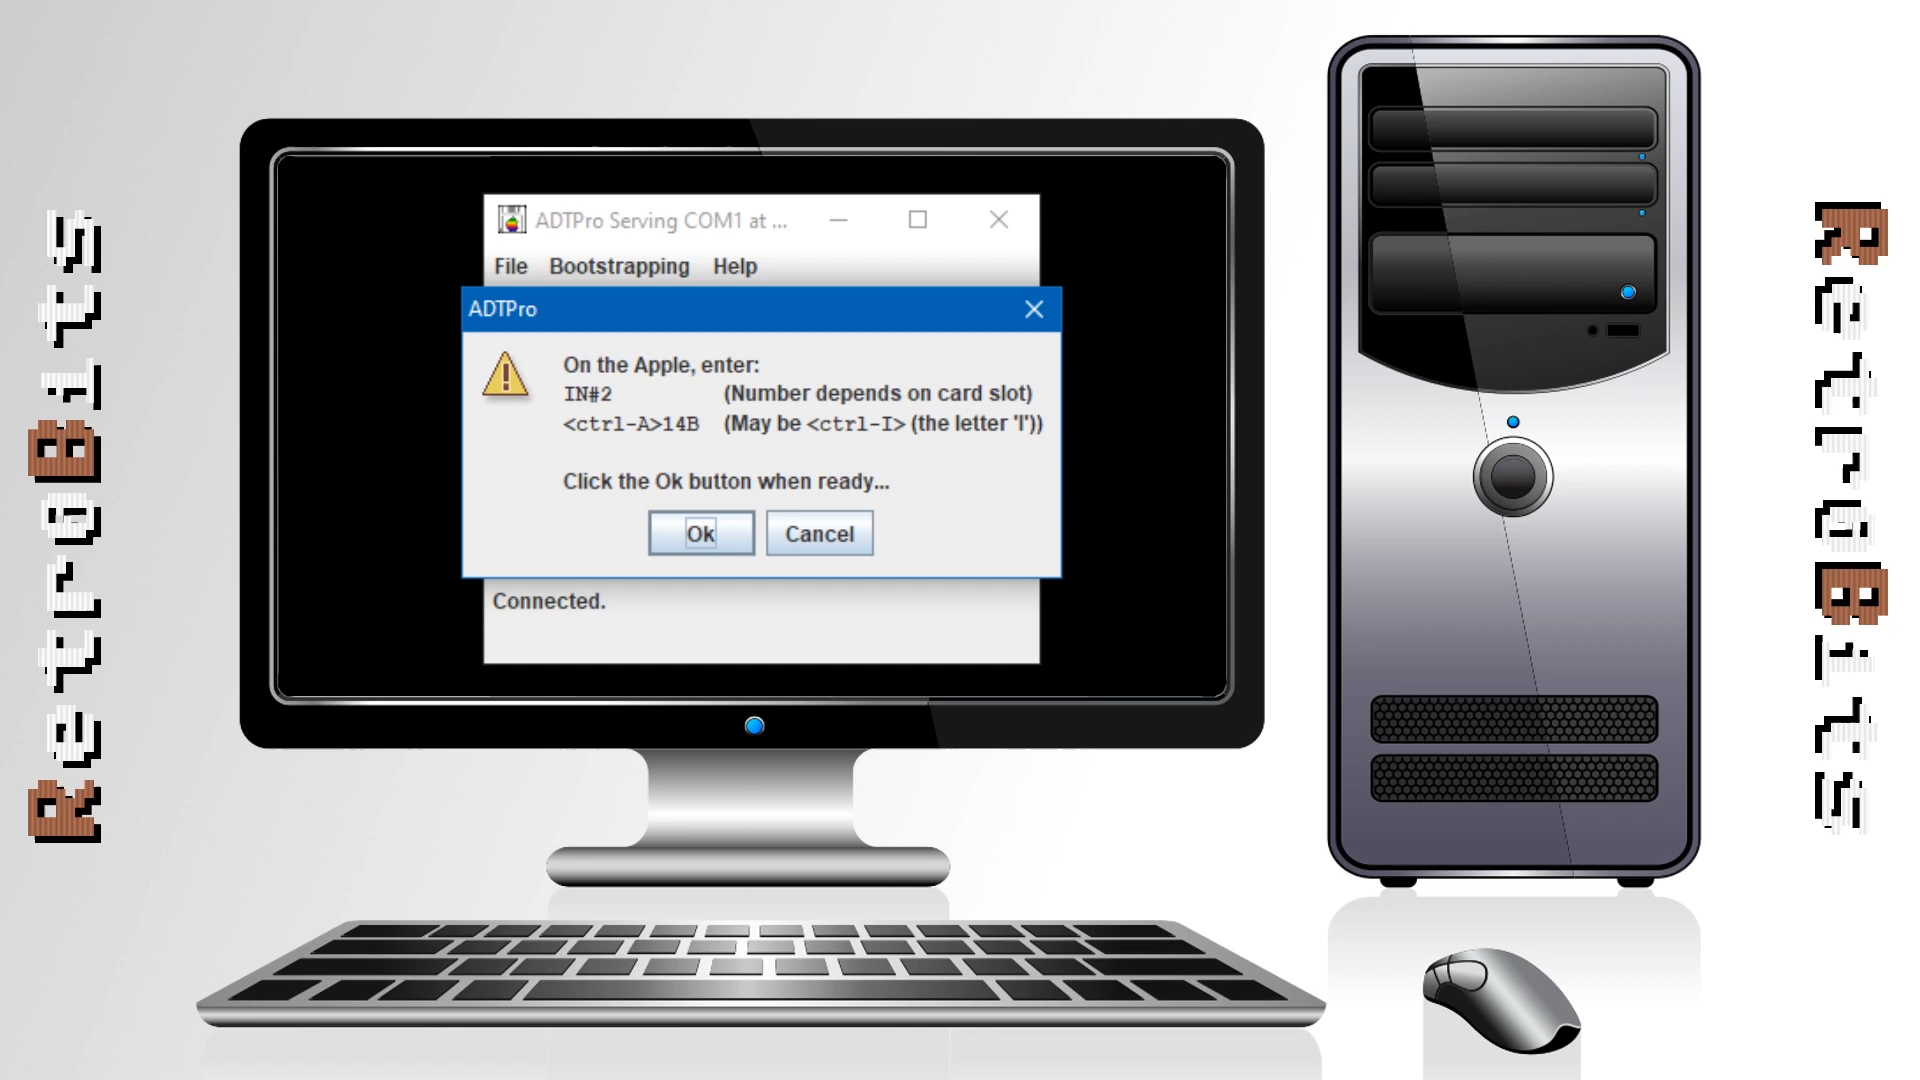 RetroBits
ADTPro Serving COM1 at ...
File Bootstrapping Help
ADTPro
On the Apple, enter:
IN#2 (Number depends on card slot)
<ctrl-A>14B (May be <ctrl-I> (the letter 'I'))
Click the Ok button when ready...
Ok Cancel
Connected.
RetroBits